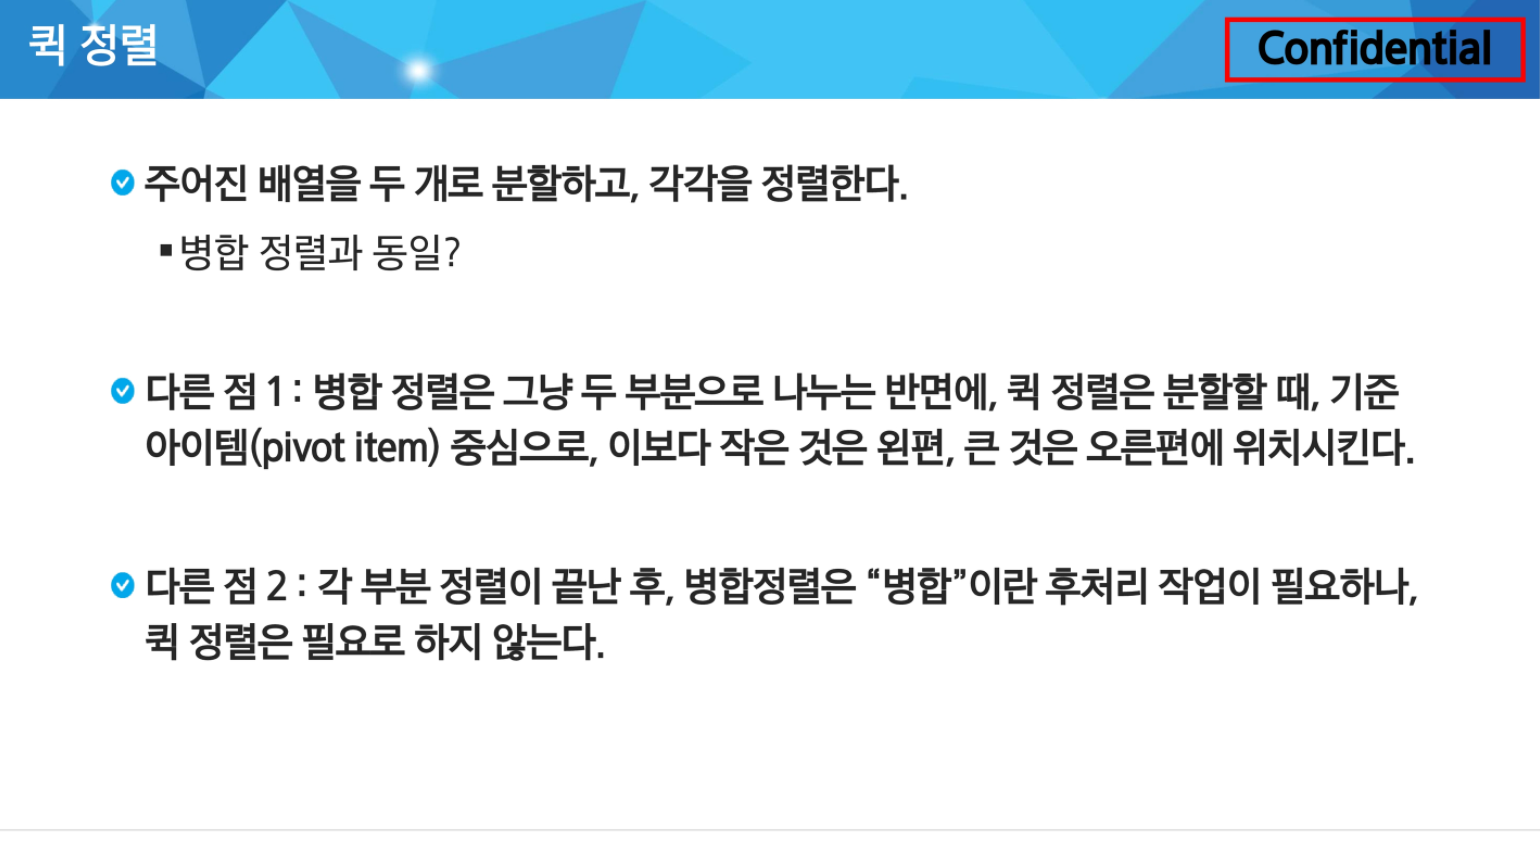 퀵 정렬
Confidential
주어진 배열을 두 개로 분할하고, 각각을 정렬한다.
병합 정렬과 동일?
다른 점 1 : 병합 정렬은 그냥 두 부분으로 나누는 반면에, 퀵 정렬은 분할할 때, 기준
아이템(pivot item) 중심으로, 이보다 작은 것은 왼편, 큰 것은 오른편에 위치시킨다.
다른 점 2 : 각 부분 정렬이 끝난 후, 병합정렬은 “병합”이란 후처리 작업이 필요하나,
퀵 정렬은 필요로 하지 않는다.